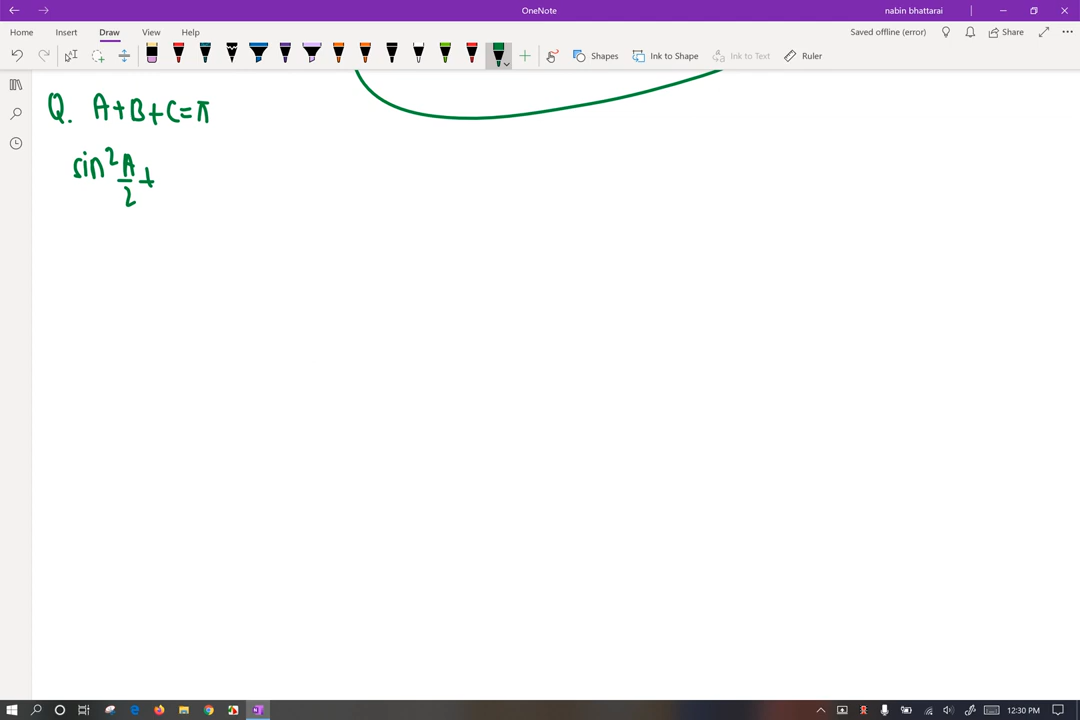 OneNote
nabin bhattarai
Home Insert Draw View Help
Saved offline (error) Share
Shapes Ink to Shape Ink to Text Ruler
Q. A+B+C=π
sin² A/2 +
12:30 PM